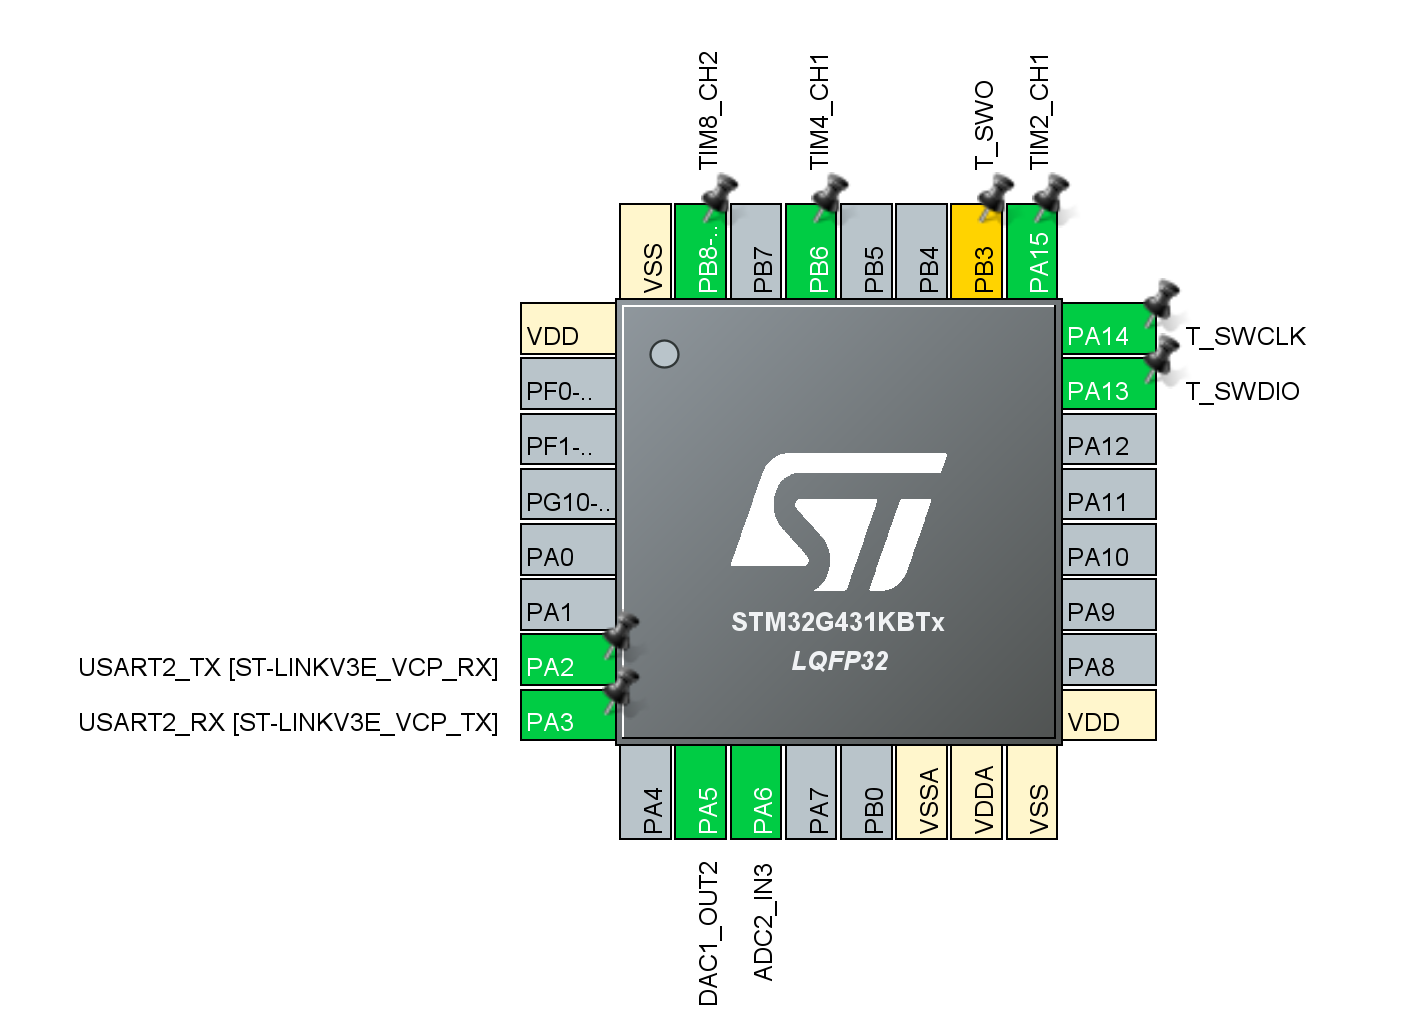 TIM8_CH2
TIM4_CH1
T_SWO
TIM2_CH1
VSS
PB8-..
PB7
PB6
PB5
PB4
PB3
PA15
VDD
PF0-..
PF1-..
PG10-..
PA0
PA1
USART2_TX [ST-LINKV3E_VCP_RX]
PA2
USART2_RX [ST-LINKV3E_VCP_TX]
PA3
ST
STM32G431KBTx
LQFP32
PA14
T_SWCLK
PA13
T_SWDIO
PA12
PA11
PA10
PA9
PA8
VDD
PA4
PA5
PA6
PA7
PB0
VSSA
VDDA
VSS
DAC1_OUT2
ADC2_IN3